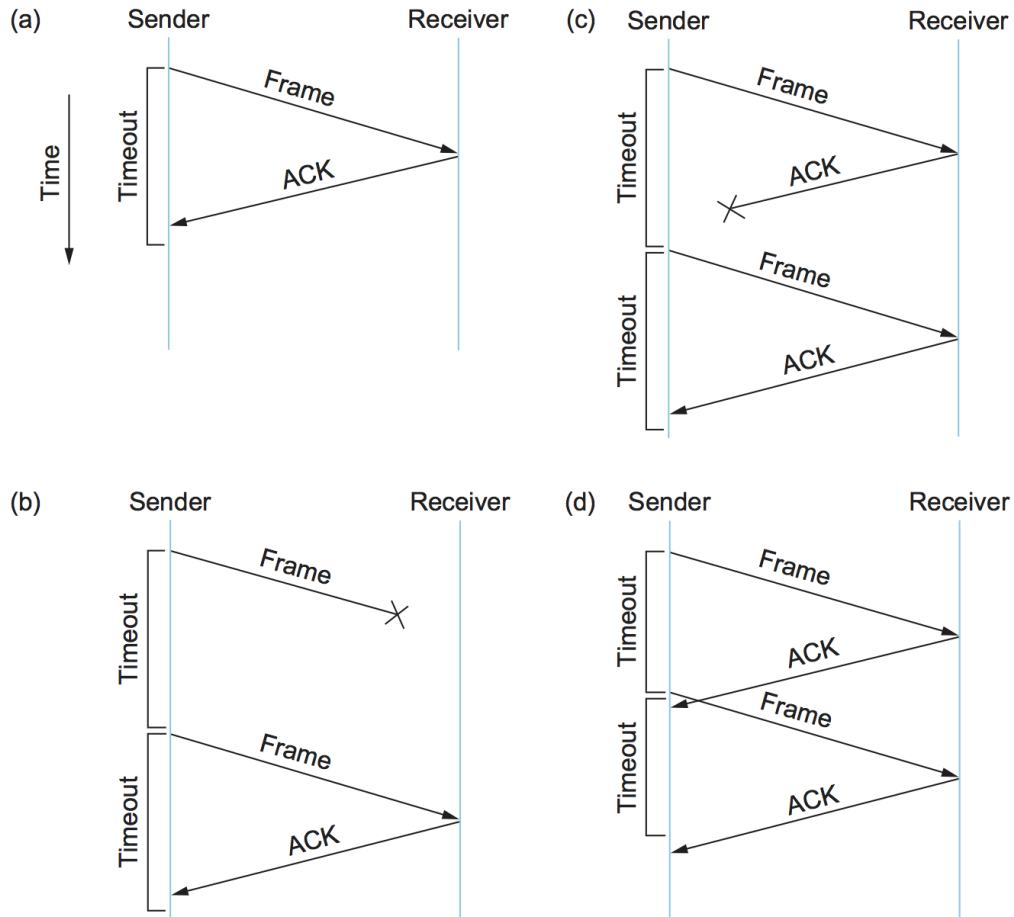 (a)
Sender
Receiver
Time
Timeout
Frame
ACK
(c)
Sender
Receiver
Timeout
Frame
ACK
Timeout
Frame
ACK
(b)
Sender
Receiver
Timeout
Frame
Timeout
Frame
ACK
(d)
Sender
Receiver
Timeout
Frame
ACK
Timeout
Frame
ACK